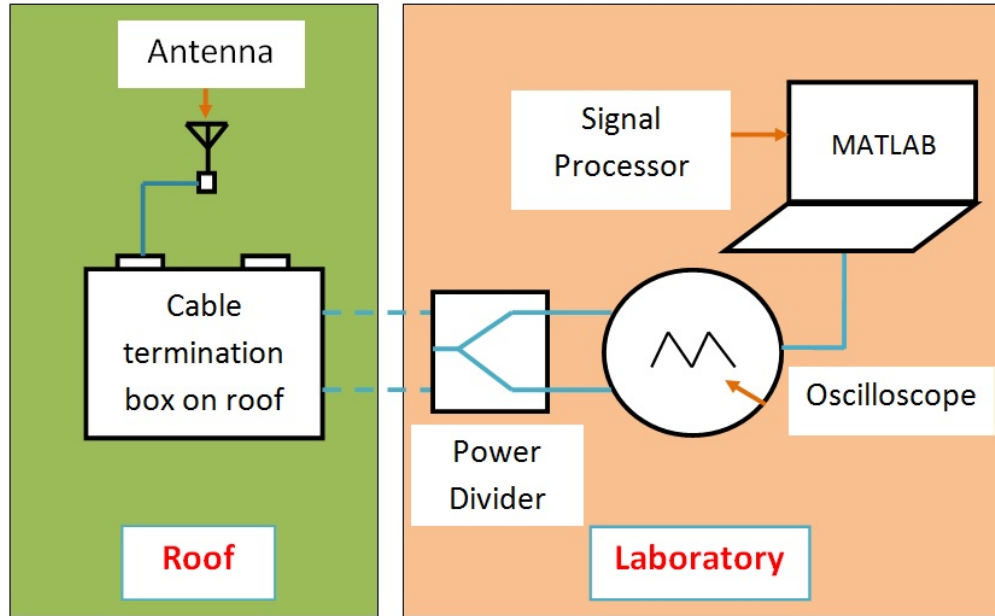 Antenna
Cable
termination
box on roof
Roof
Signal
Processor
MATLAB
Oscilloscope
Power
Divider
Laboratory